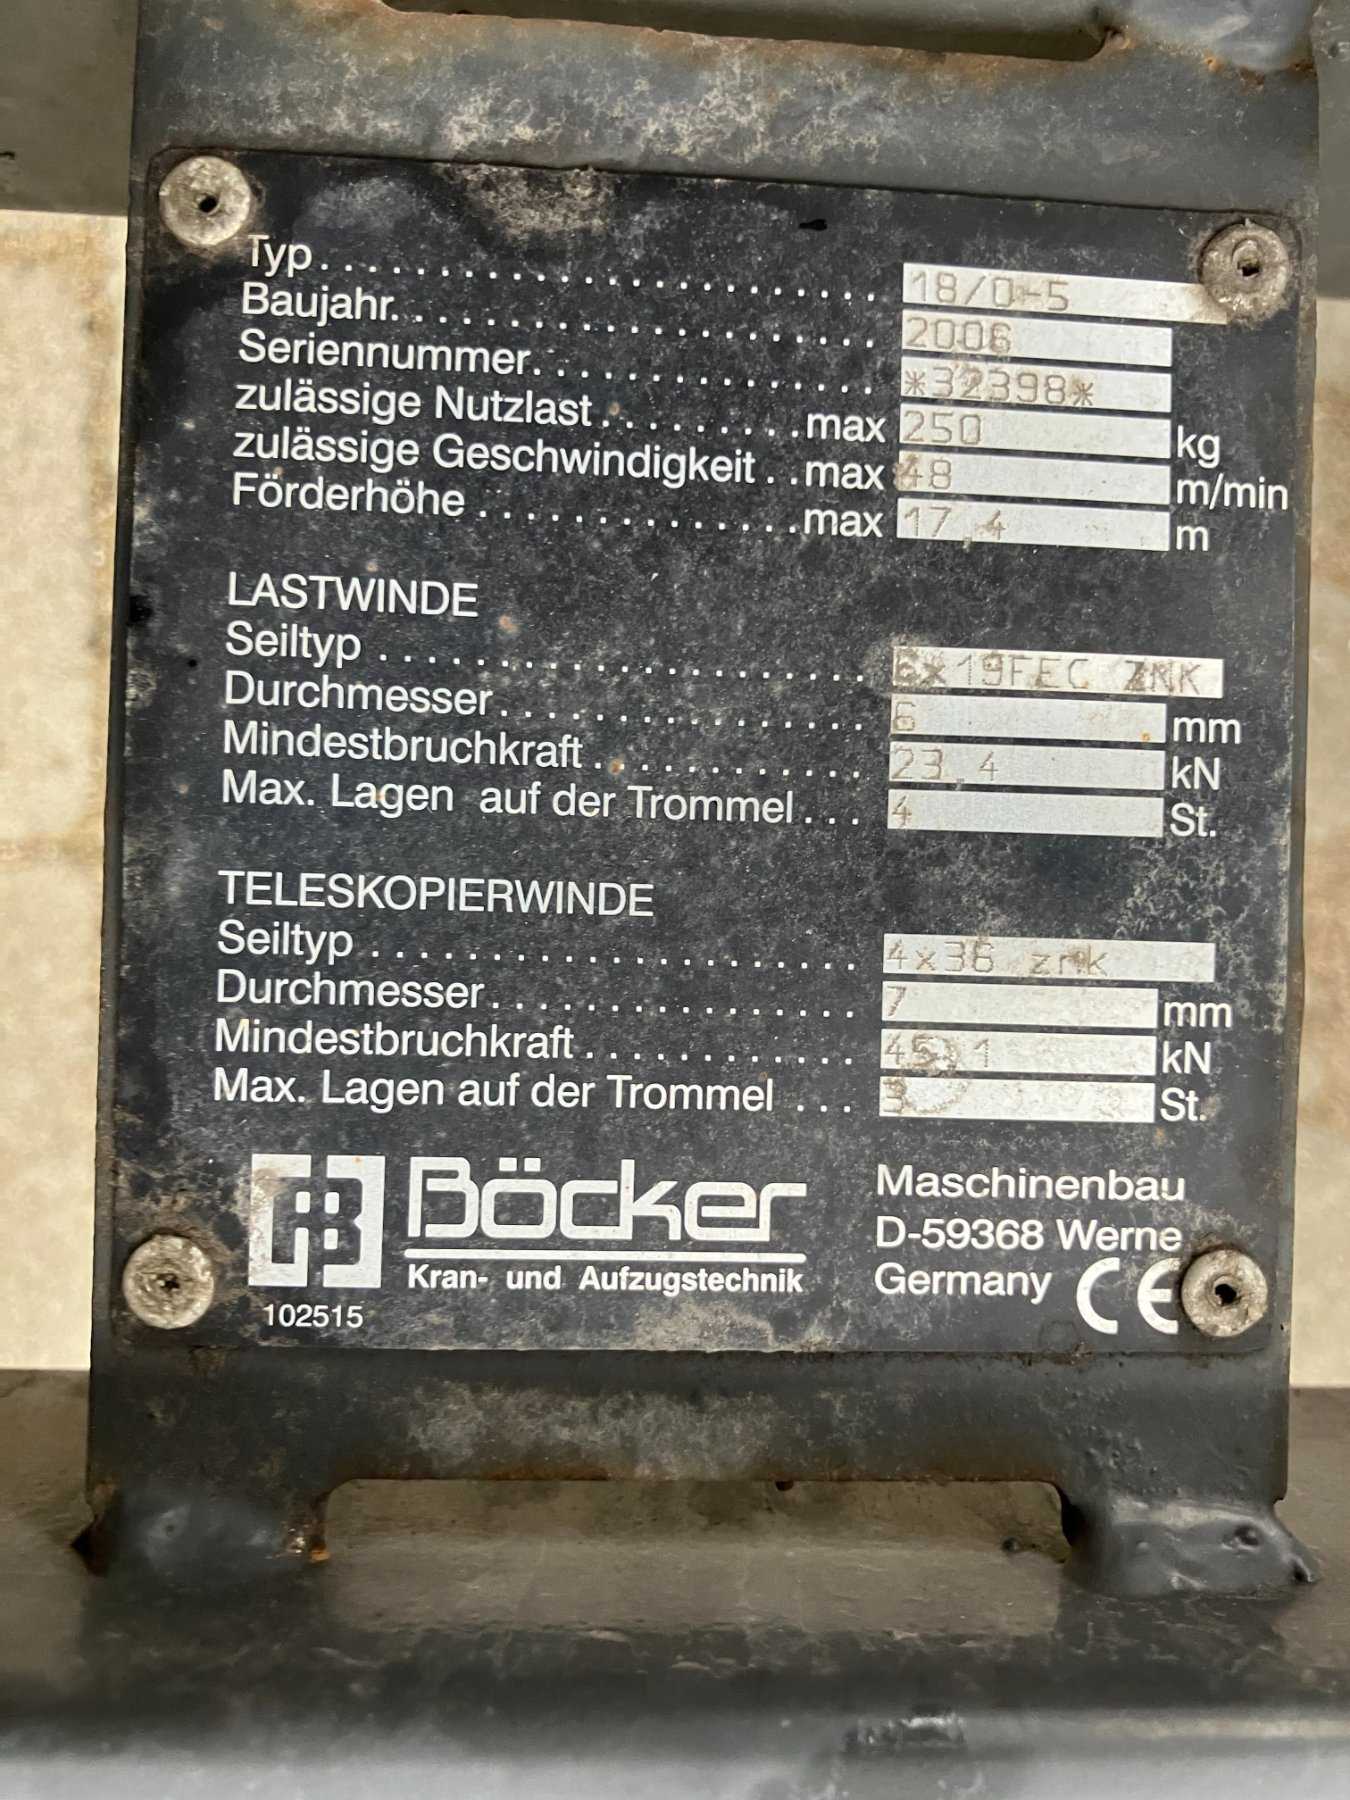 Typ.............................. 18/0-5
Baujahr.......................... 2006
Seriennummer..................... *32398*
zulässige Nutzlast.........max 250 kg
zulässige Geschwindigkeit..max 48 m/min
Förderhöhe ..............max 17,4 m
LASTWINDE
Seiltyp ..................... 6x19FEC ZNK
Durchmesser................ 6 mm
Mindestbruchkraft............ 23,4 kN
Max. Lagen auf der Trommel... 4 St.
TELESKOPIERWINDE
Seiltyp ..................... 4x36 znk
Durchmesser................ 7 mm
Mindestbruchkraft............ 45,1 kN
Max. Lagen auf der Trommel ... 3 St.
Böcker
Kran- und Aufzugstechnik
102515
Maschinenbau
D-59368 Werne
Germany CE